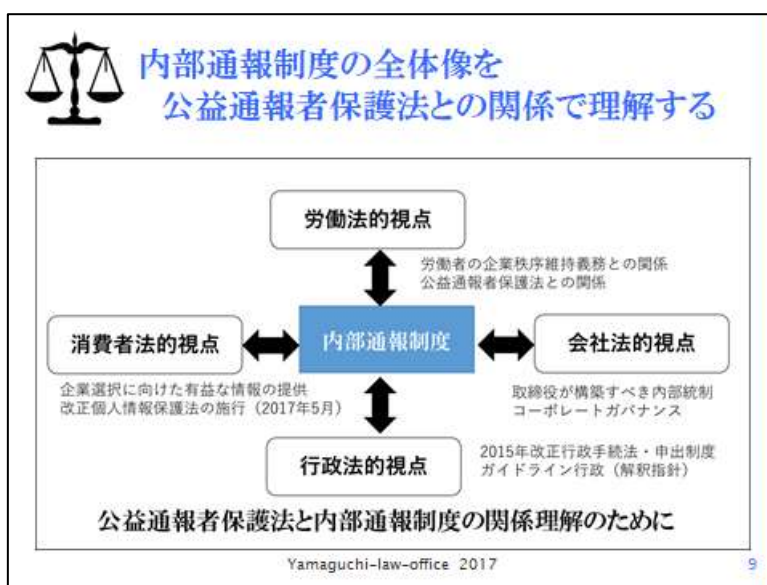 内部通報制度の全体像を
公益通報者保護法との関係で理解する
労働法的視点
労働者の企業秩序維持義務との関係
公益通報者保護法との関係
消費者法的視点
内部通報制度
会社法的視点
企業選択に向けた有益な情報の提供
改正個人情報保護法の施行（2017年5月）
取締役が構築すべき内部統制
コーポレートガバナンス
行政法的視点
2015年改正行政手続法・申出制度
ガイドライン行政（解釈指針）
公益通報者保護法と内部通報制度の関係理解のために
Yamaguchi-law-office 2017
9